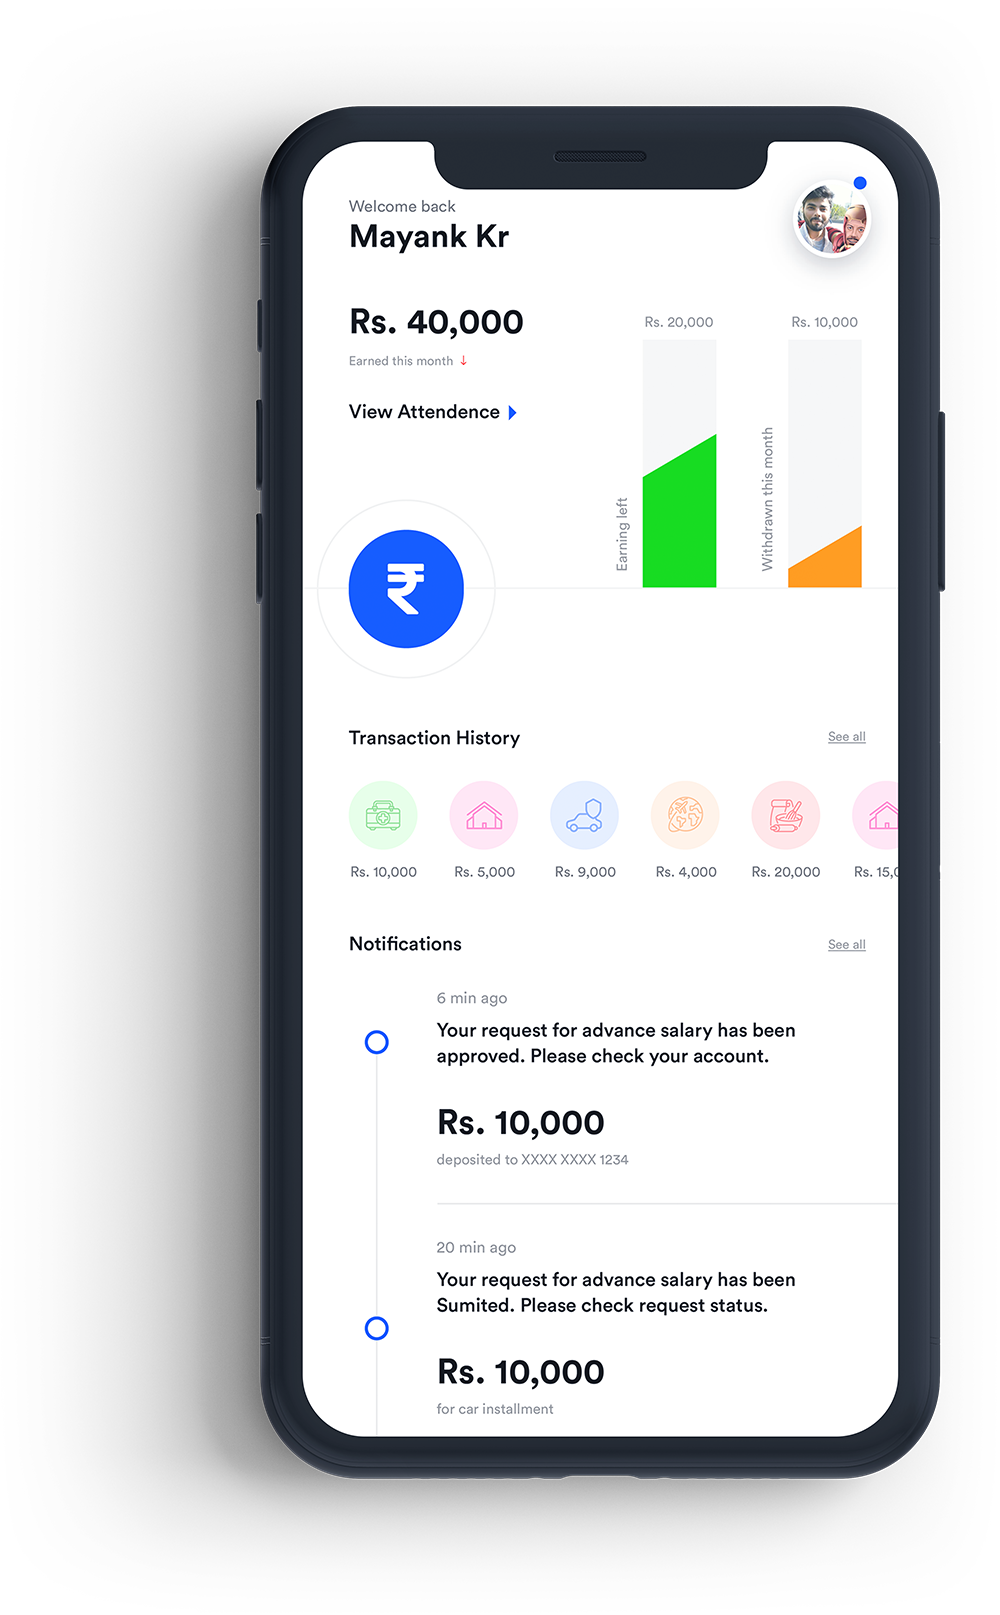 Welcome back
Mayank Kr
Rs. 40,000
Earned this month ↓
View Attendence
Rs. 20,000
Rs. 10,000
Earning left
Withdrawn this month
₹
Transaction History
See all
Rs. 10,000
Rs. 5,000
Rs. 9,000
Rs. 4,000
Rs. 20,000
Rs. 15,0
Notifications
See all
6 min ago
Your request for advance salary has been
approved. Please check your account.
Rs. 10,000
deposited to XXXX XXXX 1234
20 min ago
Your request for advance salary has been
Sumited. Please check request status.
Rs. 10,000
for car installment